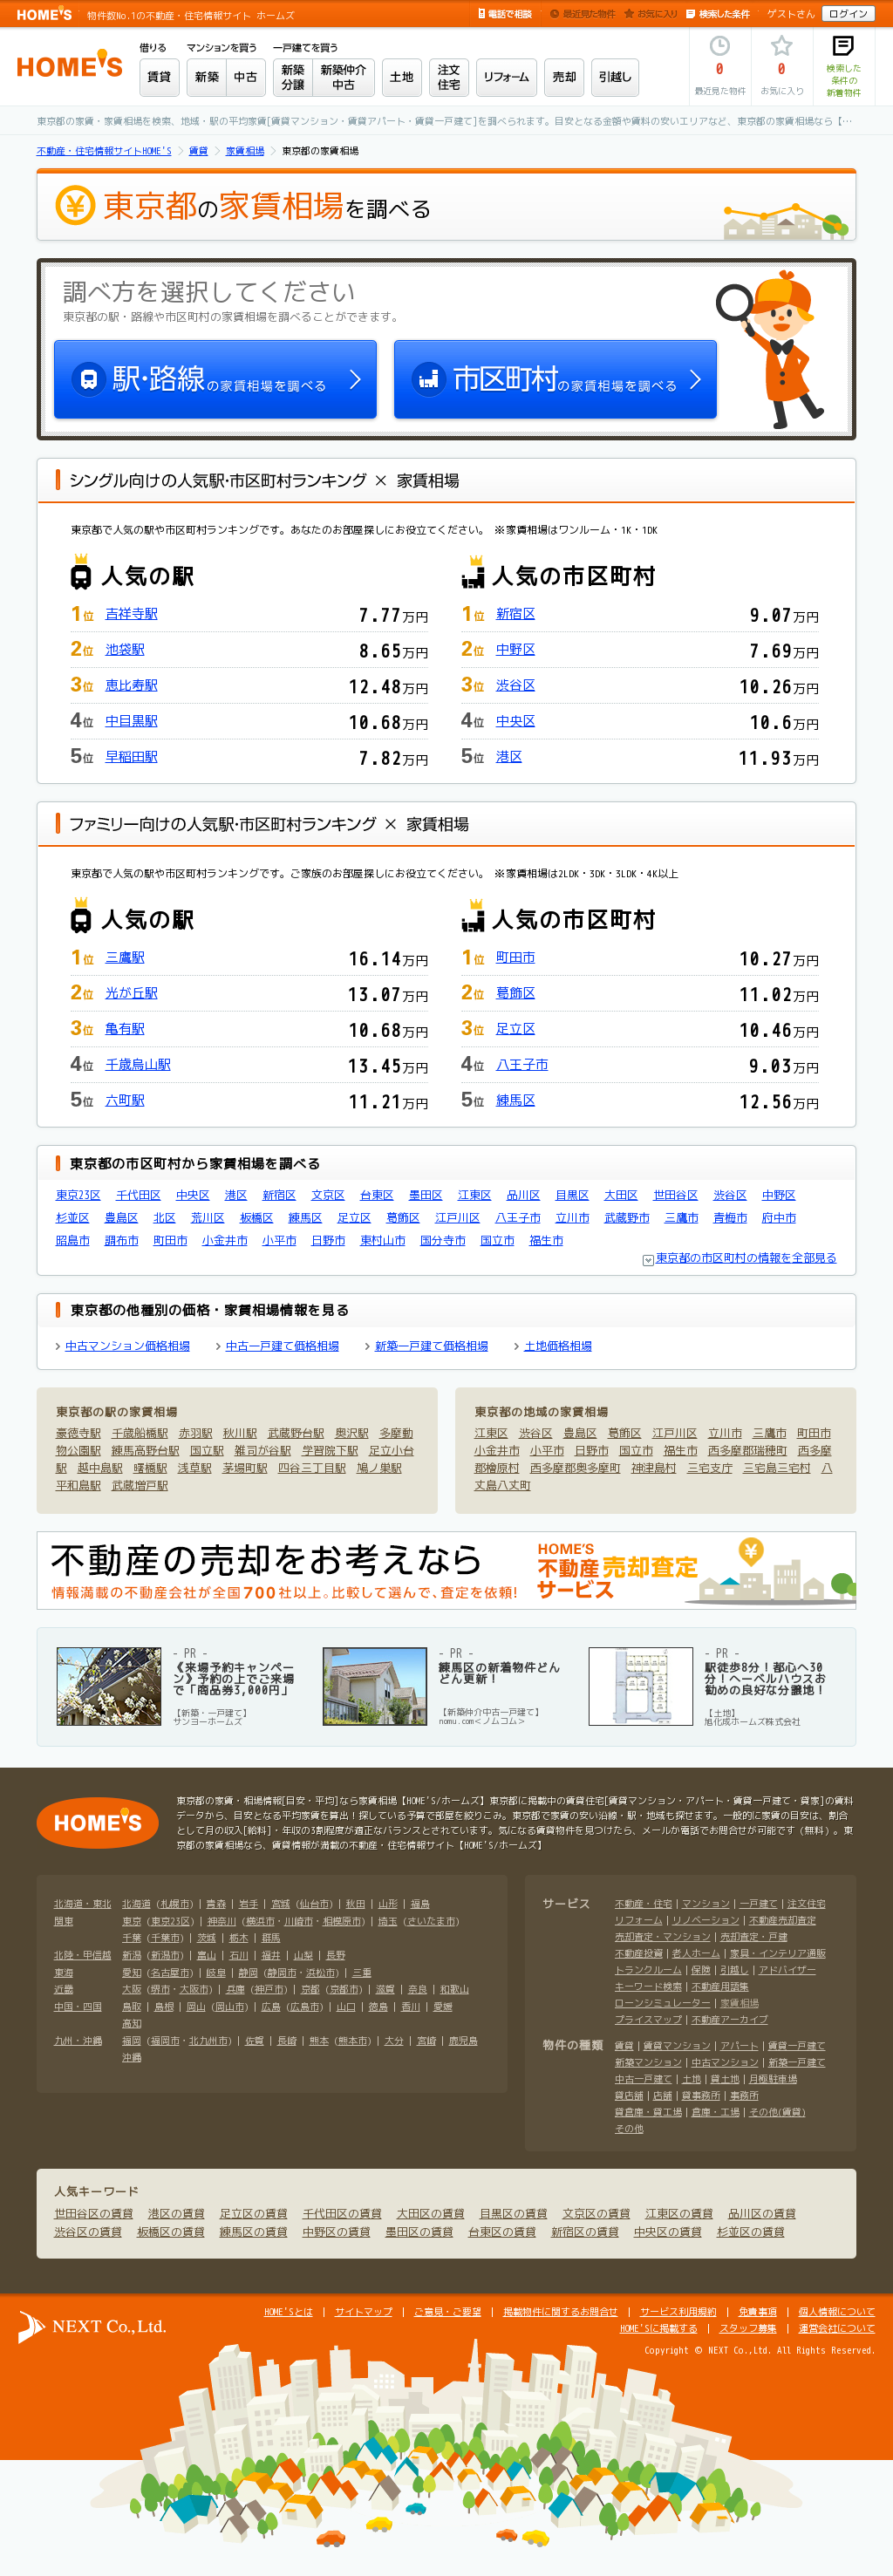 HOME'S 物件数No.1の不動産・住宅情報サイト ホームズ 電話で相談 最近見た物件 お気に入り 検索した条件 ゲストさん ログイン
HOME'S
借りる マンションを買う 一戸建てを買う
賃貸 新築 中古 新築分譲 新築仲介中古 土地 注文住宅 リフォーム 売却 引越し
0 最近見た物件 0 お気に入り 検索した条件の新着物件
東京都の家賃・家賃相場を検索、地域・駅の平均家賃[賃貸マンション・賃貸アパート・賃貸一戸建て]を調べられます。目安となる金額や賃料の安いエリアなど、東京都の家賃相場なら【…
不動産・住宅情報サイトHOME'S 賃貸 家賃相場 東京都の家賃相場
東京都の家賃相場を調べる
調べ方を選択してください
東京都の駅・路線や市区町村の家賃相場を調べることができます。
駅・路線の家賃相場を調べる 市区町村の家賃相場を調べる
シングル向けの人気駅・市区町村ランキング × 家賃相場
東京都で人気の駅や市区町村ランキングです。あなたのお部屋探しにお役立てください。 ※家賃相場はワンルーム・1K・1DK
人気の駅
1位 吉祥寺駅 7.77万円
2位 池袋駅 8.65万円
3位 恵比寿駅 12.48万円
4位 中目黒駅 10.68万円
5位 早稲田駅 7.82万円
人気の市区町村
1位 新宿区 9.07万円
2位 中野区 7.69万円
3位 渋谷区 10.26万円
4位 中央区 10.6万円
5位 港区 11.93万円
ファミリー向けの人気駅・市区町村ランキング × 家賃相場
東京都で人気の駅や市区町村ランキングです。ご家族のお部屋探しにお役立てください。 ※家賃相場は2LDK・3DK・3LDK・4K以上
人気の駅
1位 三鷹駅 16.14万円
2位 光が丘駅 13.07万円
3位 亀有駅 10.68万円
4位 千歳烏山駅 13.45万円
5位 六町駅 11.21万円
人気の市区町村
1位 町田市 10.27万円
2位 葛飾区 11.02万円
3位 足立区 10.46万円
4位 八王子市 9.03万円
5位 練馬区 12.56万円
東京都の市区町村から家賃相場を調べる
東京23区 千代田区 中央区 港区 新宿区 文京区 台東区 墨田区 江東区 品川区 目黒区 大田区 世田谷区 渋谷区 中野区
杉並区 豊島区 北区 荒川区 板橋区 練馬区 足立区 葛飾区 江戸川区 八王子市 立川市 武蔵野市 三鷹市 青梅市 府中市
昭島市 調布市 町田市 小金井市 小平市 日野市 東村山市 国分寺市 国立市 福生市
東京都の市区町村の情報を全部見る
東京都の他種別の価格・家賃相場情報を見る
中古マンション価格相場 中古一戸建て価格相場 新築一戸建て価格相場 土地価格相場
東京都の駅の家賃相場
豪徳寺駅 千歳船橋駅 赤羽駅 秋川駅 武蔵野台駅 奥沢駅 多摩動
物公園駅 練馬高野台駅 国立駅 雑司が谷駅 学習院下駅 足立小台
駅 越中島駅 曙橋駅 浅草駅 茅場町駅 四谷三丁目駅 鳩ノ巣駅
平和島駅 武蔵増戸駅
東京都の地域の家賃相場
江東区 渋谷区 豊島区 葛飾区 江戸川区 立川市 三鷹市 町田市
小金井市 小平市 日野市 国立市 福生市 西多摩郡瑞穂町 西多摩
郡檜原村 西多摩郡奥多摩町 神津島村 三宅支庁 三宅島三宅村 八
丈島八丈町
不動産の売却をお考えなら
情報満載の不動産会社が全国700社以上。比較して選んで、査定を依頼!
HOME'S
不動産売却査定
サービス
- PR -
《来場予約キャンペー
ン》予約の上でご来場
で「商品券3,000円」
【新築・一戸建て】
サンヨーホームズ
- PR -
練馬区の新着物件どん
どん更新！
【新築仲介中古一戸建て】
nomu.com＜ノムコム＞
- PR -
駅徒歩8分！都心へ30
分！ヘーベルハウスお
勧めの良好な分譲地！
【土地】
旭化成ホームズ株式会社
HOME'S
東京都の家賃・相場情報[目安・平均]なら家賃相場【HOME'S/ホームズ】東京都に掲載中の賃貸住宅[賃貸マンション・アパート・賃貸一戸建て・貸家]の賃料
データから、目安となる平均家賃を算出！探している予算で部屋を絞りこみ。東京都で家賃の安い沿線・駅・地域も探せます。一般的に家賃の目安は、割合
として月の収入[給料]・年収の3割程度が適正なバランスとされています。気になる賃貸物件を見つけたら、メールか電話でお問合せが可能です（無料）。東
京都の家賃相場なら、賃貸情報が満載の不動産・住宅情報サイト【HOME'S/ホームズ】
北海道・東北 北海道 (札幌市) | 青森 | 岩手 | 宮城 (仙台市) | 秋田 | 山形 | 福島
関東 東京 (東京23区) | 神奈川 (横浜市・川崎市・相模原市) | 埼玉 (さいたま市)
千葉 (千葉市) | 茨城 | 栃木 | 群馬
北陸・甲信越 新潟 (新潟市) | 富山 | 石川 | 福井 | 山梨 | 長野
東海 愛知 (名古屋市) | 岐阜 | 静岡 (静岡市・浜松市) | 三重
近畿 大阪 (堺市・大阪市) | 兵庫 (神戸市) | 京都 (京都市) | 滋賀 | 奈良 | 和歌山
中国・四国 鳥取 | 島根 | 岡山 (岡山市) | 広島 (広島市) | 山口 | 徳島 | 香川 | 愛媛
高知
九州・沖縄 福岡 (福岡市・北九州市) | 佐賀 | 長崎 | 熊本 (熊本市) | 大分 | 宮崎 | 鹿児島
沖縄
サービス 不動産・住宅 | マンション | 一戸建て | 注文住宅
リフォーム | リノベーション | 不動産売却査定
売却査定・マンション | 売却査定・戸建
不動産投資 | 老人ホーム | 家具・インテリア通販
トランクルーム | 保険 | 引越し | アドバイザー
キーワード検索 | 不動産用語集
ローンシミュレーター | 家賃相場
プライスマップ | 不動産アーカイブ
物件の種類 賃貸 | 賃貸マンション | アパート | 賃貸一戸建て
新築マンション | 中古マンション | 新築一戸建て
中古一戸建て | 土地 | 貸土地 | 月極駐車場
貸店舗 | 店舗 | 貸事務所 | 事務所
貸倉庫・貸工場 | 倉庫・工場 | その他(賃貸)
その他
人気キーワード
世田谷区の賃貸 港区の賃貸 足立区の賃貸 千代田区の賃貸 大田区の賃貸 目黒区の賃貸 文京区の賃貸 江東区の賃貸 品川区の賃貸
渋谷区の賃貸 板橋区の賃貸 練馬区の賃貸 中野区の賃貸 墨田区の賃貸 台東区の賃貸 新宿区の賃貸 中央区の賃貸 杉並区の賃貸
NEXT Co.,Ltd.
HOME'Sとは | サイトマップ | ご意見・ご要望 | 掲載物件に関するお問合せ | サービス利用規約 | 免責事項 | 個人情報について
HOME'Sに掲載する | スタッフ募集 | 運営会社について
Copyright © NEXT Co.,Ltd. All Rights Reserved.